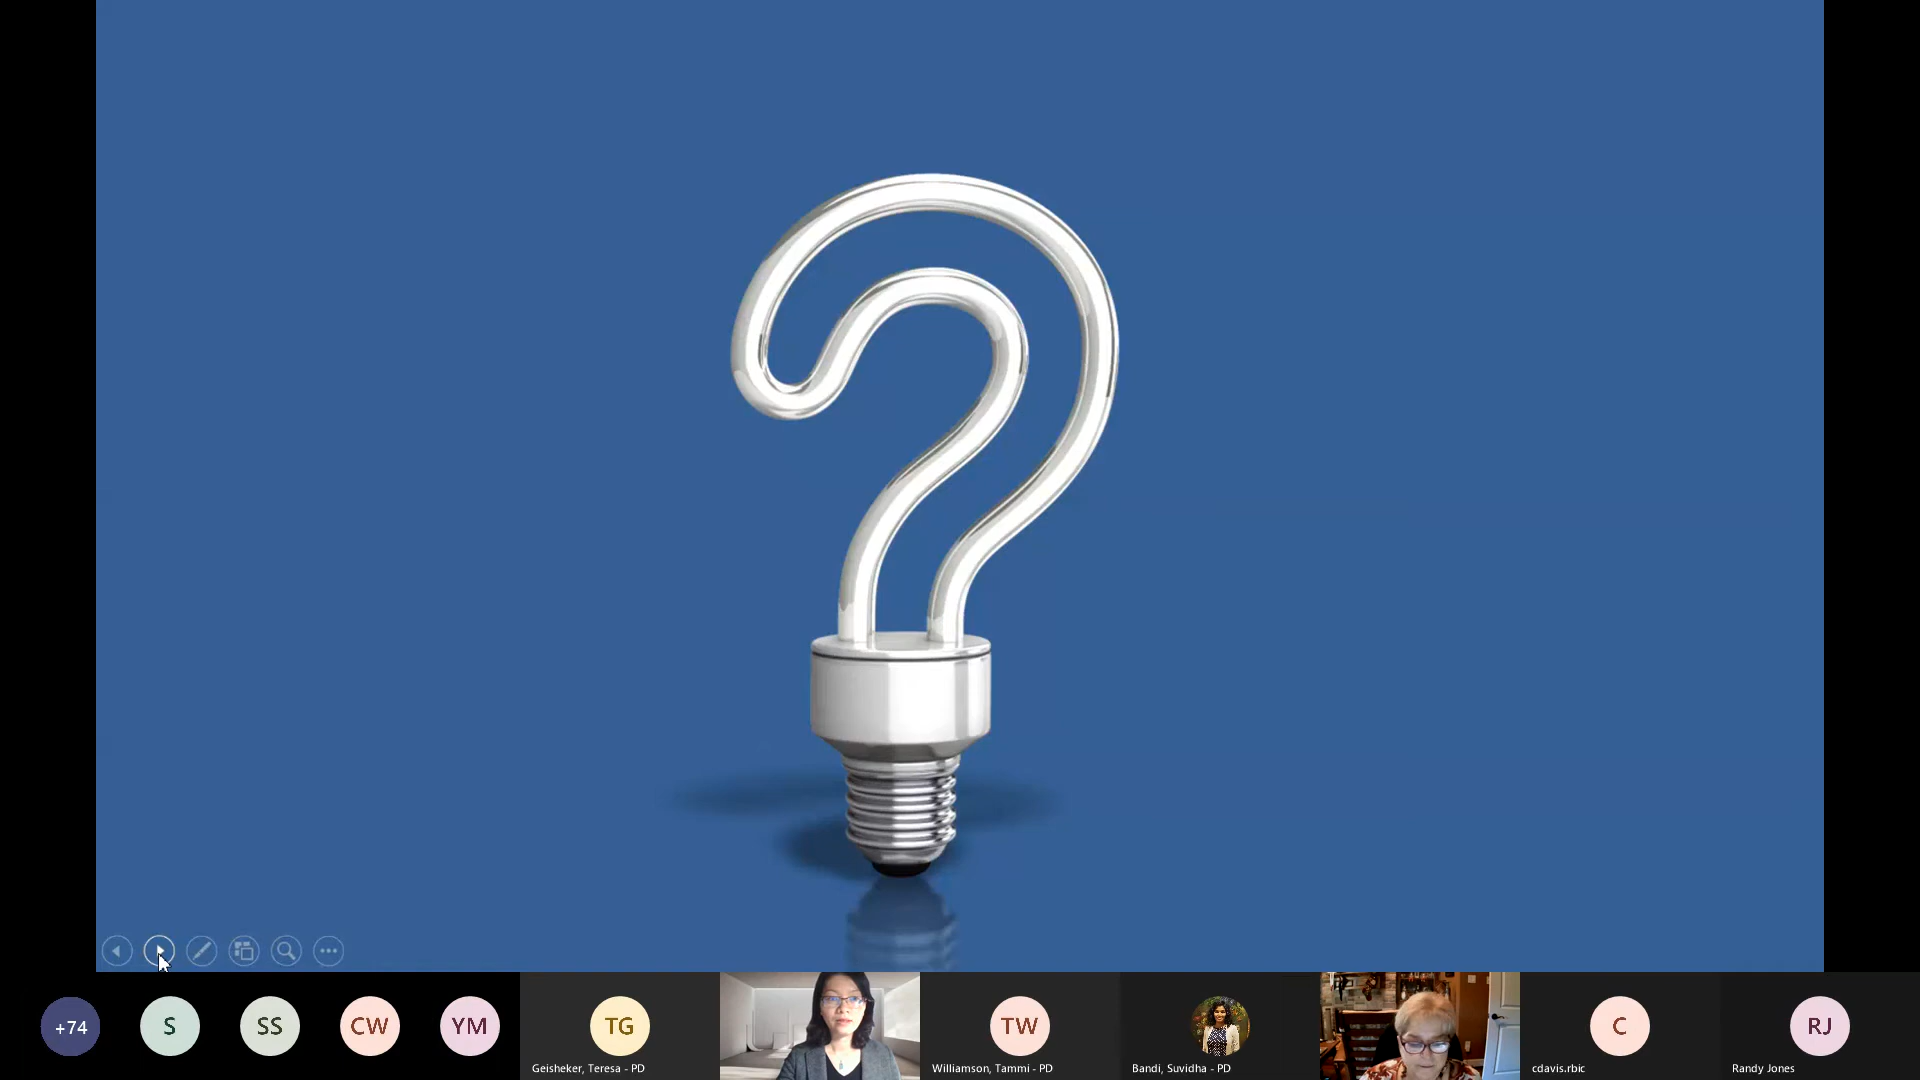 +74
S
SS
CW
YM
TG
Geisheker, Teresa - PD
TW
Williamson, Tammi - PD
Bandi, Suvidha - PD
C
cdavis.rbic
RJ
Randy Jones